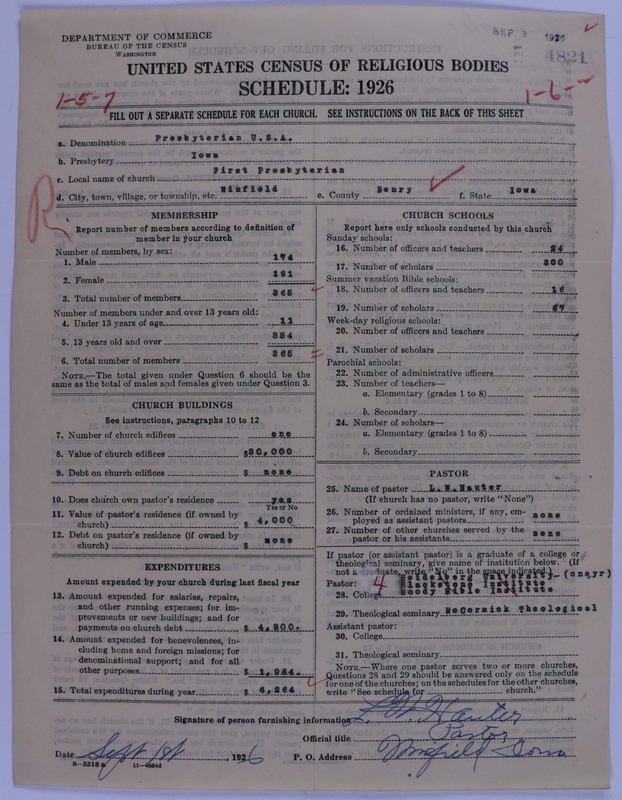 DEPARTMENT OF COMMERCE
BUREAU OF THE CENSUS
WASHINGTON
SEP 3 1926
4821
UNITED STATES CENSUS OF RELIGIOUS BODIES
SCHEDULE: 1926
1-5-7
1-6-
FILL OUT A SEPARATE SCHEDULE FOR EACH CHURCH. SEE INSTRUCTIONS ON THE BACK OF THIS SHEET
a. Denomination Presbyterian U.S.A.
b. Presbytery Iowa
c. Local name of church First Presbyterian
d. City, town, village, or township, etc. Winfield e. County Henry f. State Iowa
R
MEMBERSHIP
Report number of members according to definition of member in your church
Number of members, by sex:
1. Male 174
2. Female 191
3. Total number of members 365
Number of members under and over 13 years old:
4. Under 13 years of age 11
5. 13 years old and over 354
6. Total number of members 365
NOTE.—The total given under Question 6 should be the same as the total of males and females given under Question 3.
CHURCH BUILDINGS
See instructions, paragraphs 10 to 12
7. Number of church edifices one
8. Value of church edifices $80,000
9. Debt on church edifices $ none
10. Does church own pastor's residence yes
Yes or No
11. Value of pastor's residence (if owned by church) $ 4,000
12. Debt on pastor's residence (if owned by church) $ none
EXPENDITURES
Amount expended by your church during last fiscal year
13. Amount expended for salaries, repairs, and other running expenses; for improvements or new buildings; and for payments on church debt $ 4,300.
14. Amount expended for benevolences, including home and foreign missions; for denominational support; and for all other purposes $ 1,964.
15. Total expenditures during year $ 6,264
CHURCH SCHOOLS
Report here only schools conducted by this church
Sunday schools:
16. Number of officers and teachers 24
17. Number of scholars 300
Summer vacation Bible schools:
18. Number of officers and teachers 16
19. Number of scholars 67
Week-day religious schools:
20. Number of officers and teachers
21. Number of scholars
Parochial schools:
22. Number of administrative officers
23. Number of teachers—
a. Elementary (grades 1 to 8)
b. Secondary
24. Number of scholars—
a. Elementary (grades 1 to 8)
b. Secondary
PASTOR
25. Name of pastor L.W.Hauter
(If church has no pastor, write "None")
26. Number of ordained ministers, if any, employed as assistant pastors none
27. Number of other churches served by the pastor or his assistants none
If pastor (or assistant pastor) is a graduate of a college or theological seminary, give name of institution below. (If not a graduate, write "No" in the space indicated.)
Pastor: 4 Heidelberg University (one yr)
Blackstone Institute
28. College Moody Bibl. Institute
29. Theological seminary McCormick Theological
Assistant pastor:
30. College
31. Theological seminary
NOTE.—Where one pastor serves two or more churches, Questions 28 and 29 should be answered only on the schedule for one of the churches; on the schedules for the other churches, write "See schedule for church."
Signature of person furnishing information L. W. Hauter
Official title Pastor
Date Sept 1st, 1926 P. O. Address Winfield Iowa
8—5518 a